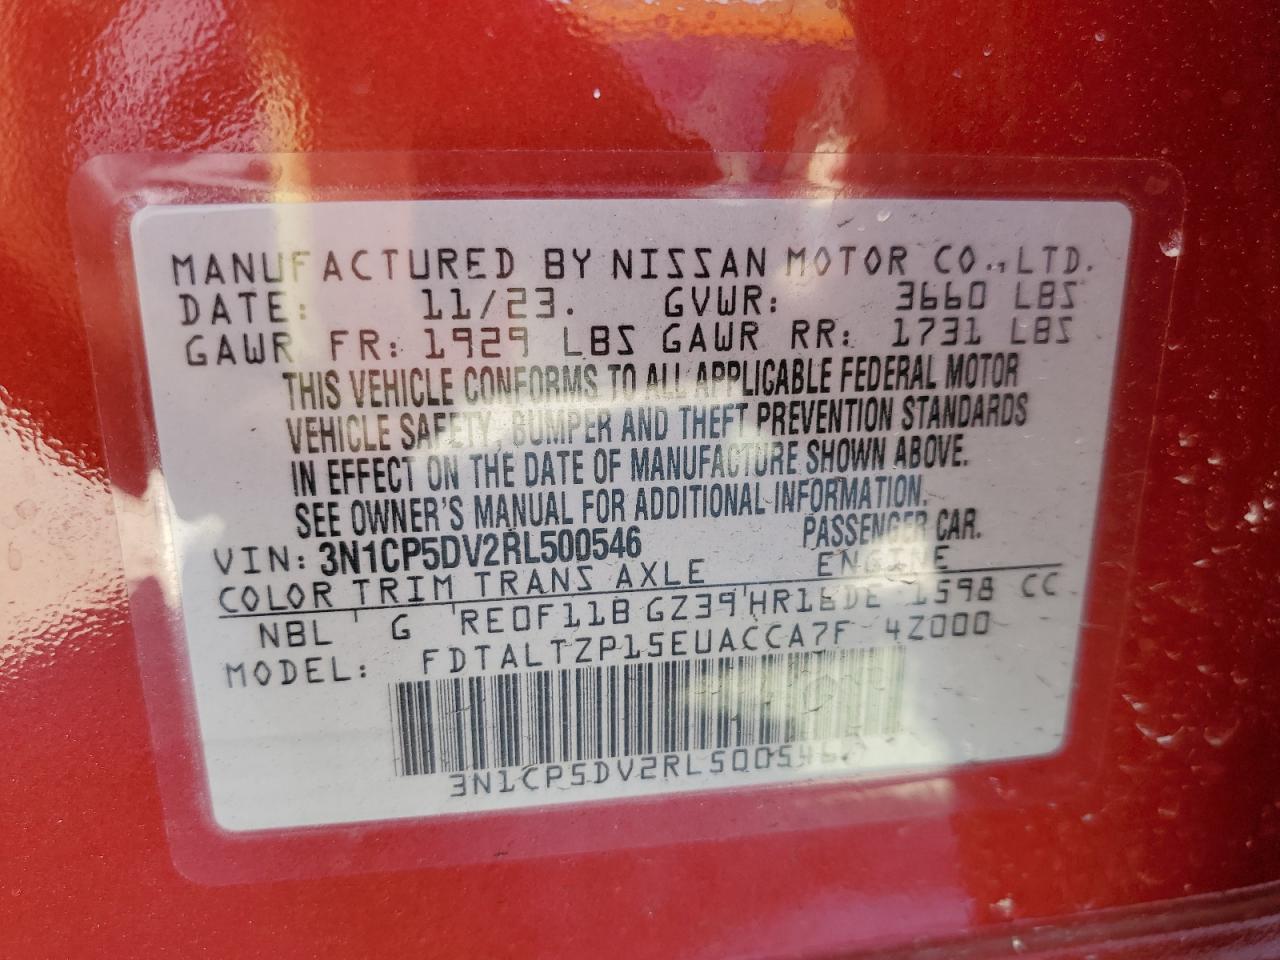 MANUFACTURED BY NISSAN MOTOR CO.,LTD.
DATE: 11/23. GVWR: 3660 LBS
GAWR FR: 1929 LBS GAWR RR: 1731 LBS
THIS VEHICLE CONFORMS TO ALL APPLICABLE FEDERAL MOTOR
VEHICLE SAFETY, BUMPER AND THEFT PREVENTION STANDARDS
IN EFFECT ON THE DATE OF MANUFACTURE SHOWN ABOVE.
SEE OWNER'S MANUAL FOR ADDITIONAL INFORMATION.
VIN: 3N1CP5DV2RL500546 PASSENGER CAR.
COLOR TRIM TRANS AXLE ENGINE
NBL G RE0F11B GZ39 HR16DE 1598 CC
MODEL: FDTALTZP15EUACCA7F 4Z000
3N1CP5DV2RL500546